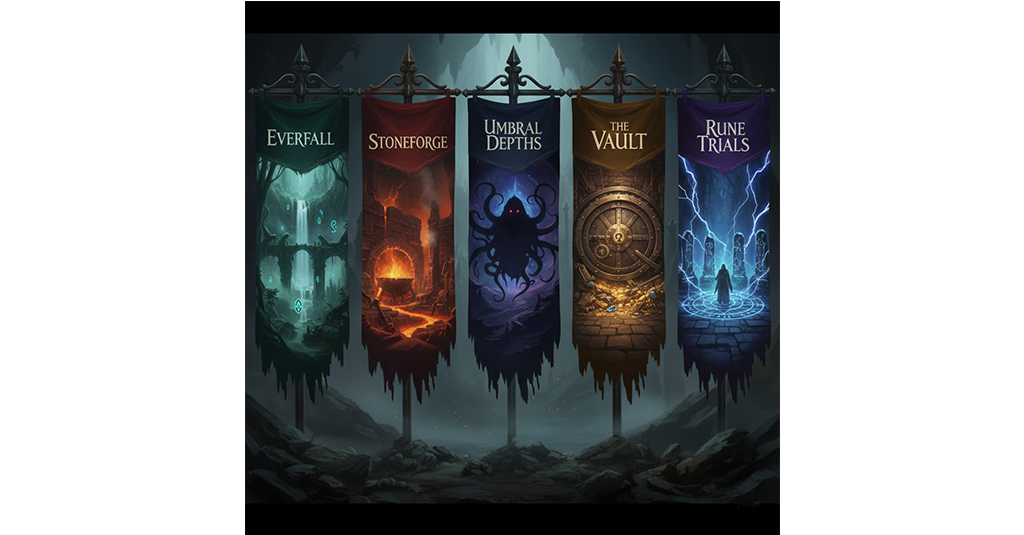 EVERFALL
STONEFORGE
UMBRAL
DEPTHS
THE
VAULT
RUNE
TRIALS